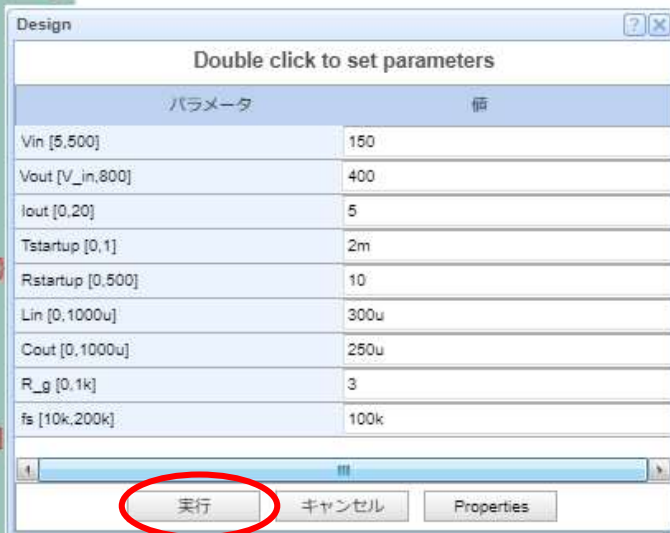 Design
Double click to set parameters
パラメータ 値
Vin [5,500] 150
Vout [V_in,800] 400
Iout [0,20] 5
Tstartup [0,1] 2m
Rstartup [0,500] 10
Lin [0,1000u] 300u
Cout [0,1000u] 250u
R_g [0,1k] 3
fs [10k,200k] 100k
実行 キャンセル Properties